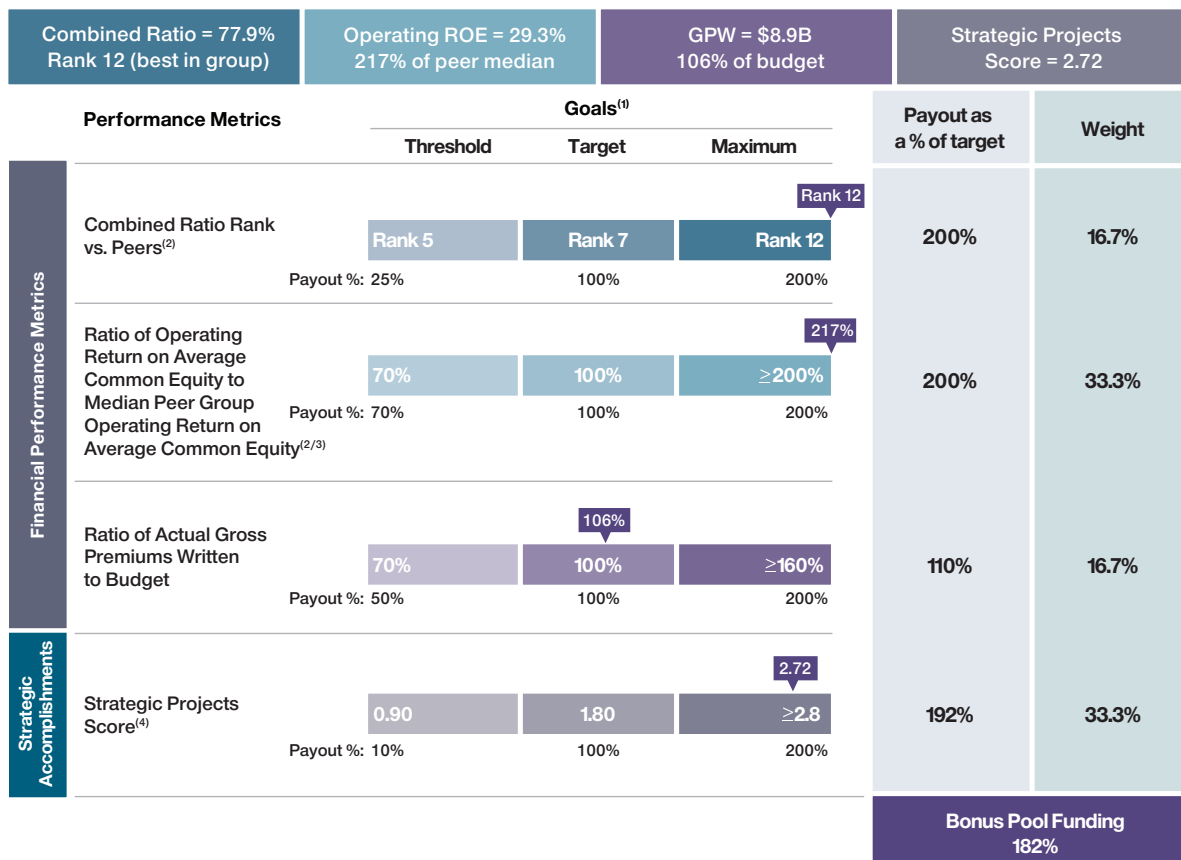 Combined Ratio = 77.9%
Rank 12 (best in group)
Operating ROE = 29.3%
217% of peer median
GPW = $8.9B
106% of budget
Strategic Projects
Score = 2.72
Performance Metrics
Goals(1)
Threshold
Target
Maximum
Payout as
a % of target
Weight
Financial Performance Metrics
Combined Ratio Rank
vs. Peers(2)
Rank 12
Rank 5
Rank 7
Rank 12
Payout %: 25%
100%
200%
200%
16.7%
Ratio of Operating
Return on Average
Common Equity to
Median Peer Group
Operating Return on
Average Common Equity(2/3)
217%
70%
100%
≥200%
Payout %: 70%
100%
200%
200%
33.3%
Ratio of Actual Gross
Premiums Written
to Budget
106%
70%
100%
≥160%
Payout %: 50%
100%
200%
110%
16.7%
Strategic
Accomplishments
Strategic Projects
Score(4)
2.72
0.90
1.80
≥2.8
Payout %: 10%
100%
200%
192%
33.3%
Bonus Pool Funding
182%